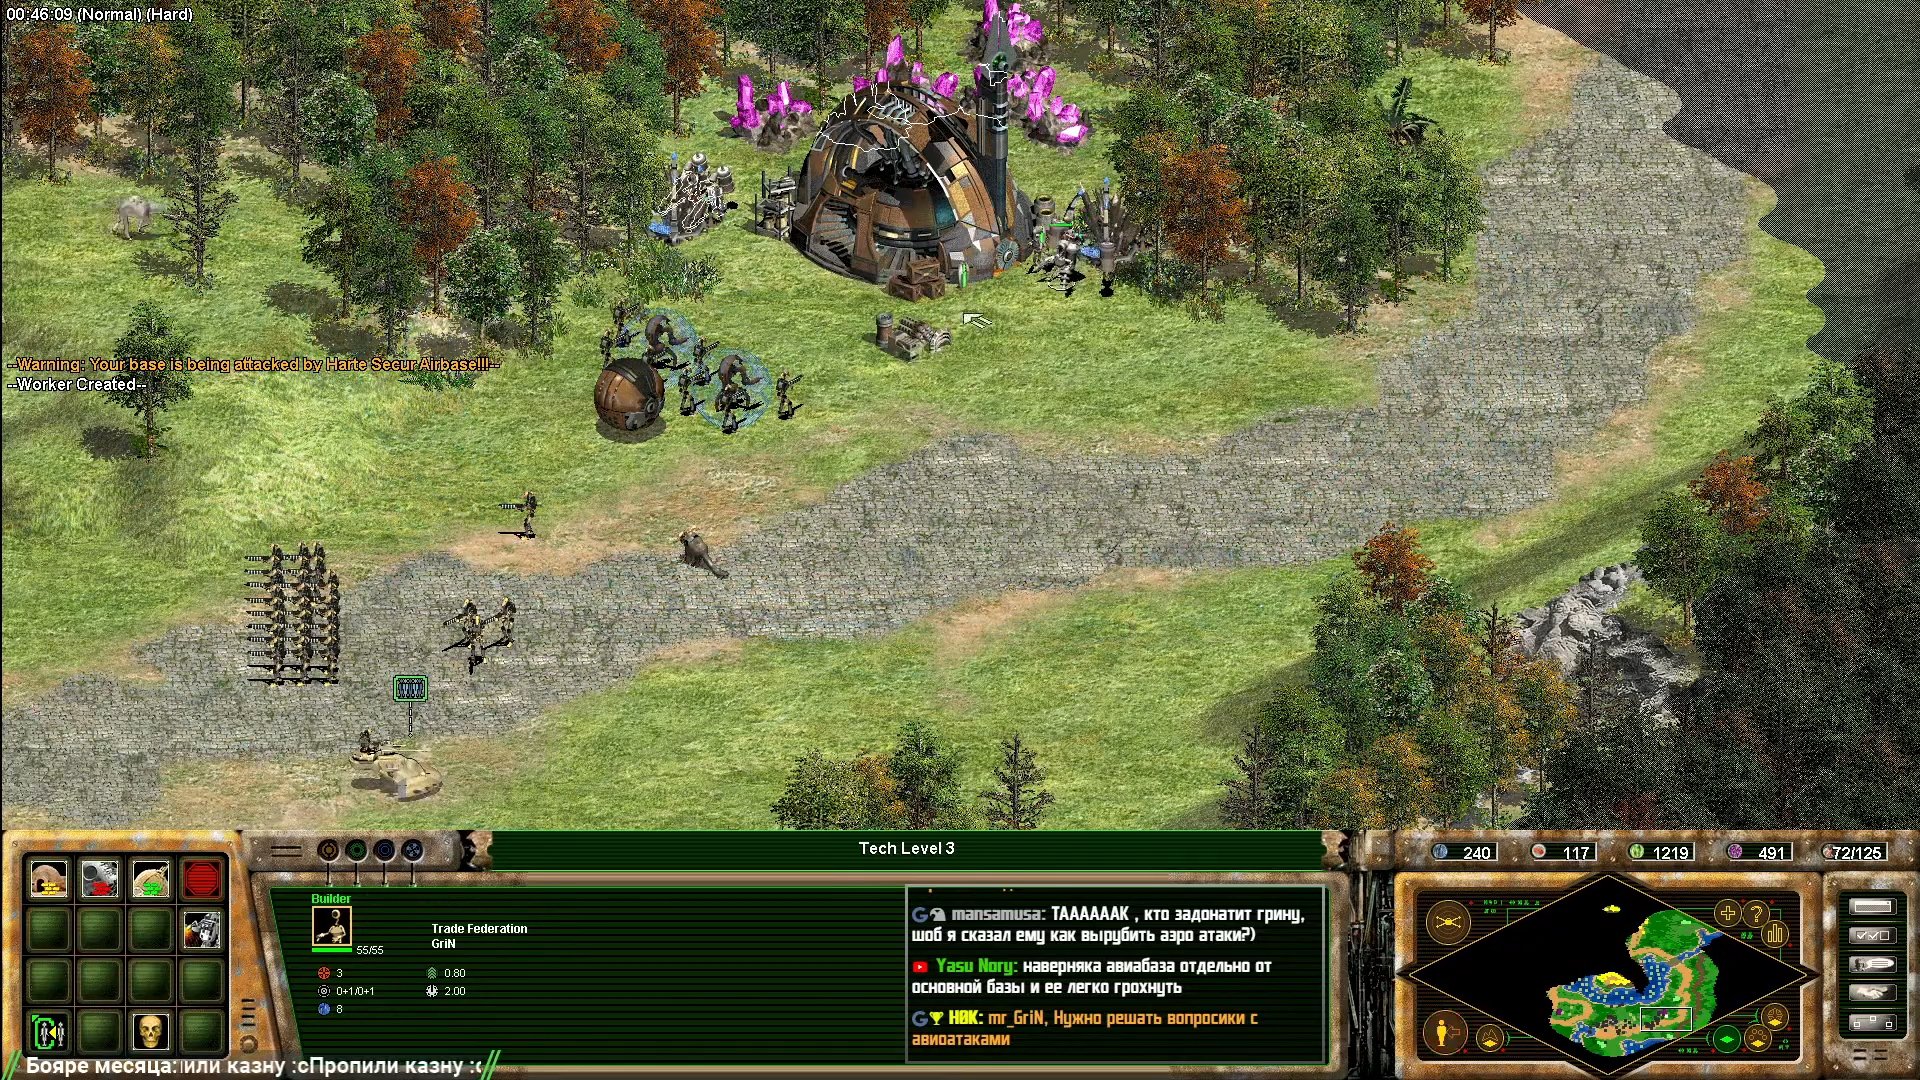 00:46:09 (Normal) (Hard)
--Warning: Your base is being attacked by Harte Secur Airbase!!!--
--Worker Created--
Tech Level 3
240
117
1219
491
72/125
Builder
55/55
Trade Federation
GriN
3
0.80
0+1/0+1
2.00
8
mansamusa: ТААААААК , кто задонатит грину,
шоб я сказал ему как вырубить аэро атаки?)
Yasu Nory: наверняка авиабаза отдельно от
основной базы и ее легко грохнуть
H0K: mr_GriN, Нужно решать вопросики с
авиоатаками
Бояре месяца: или казну :сПропили казну :с